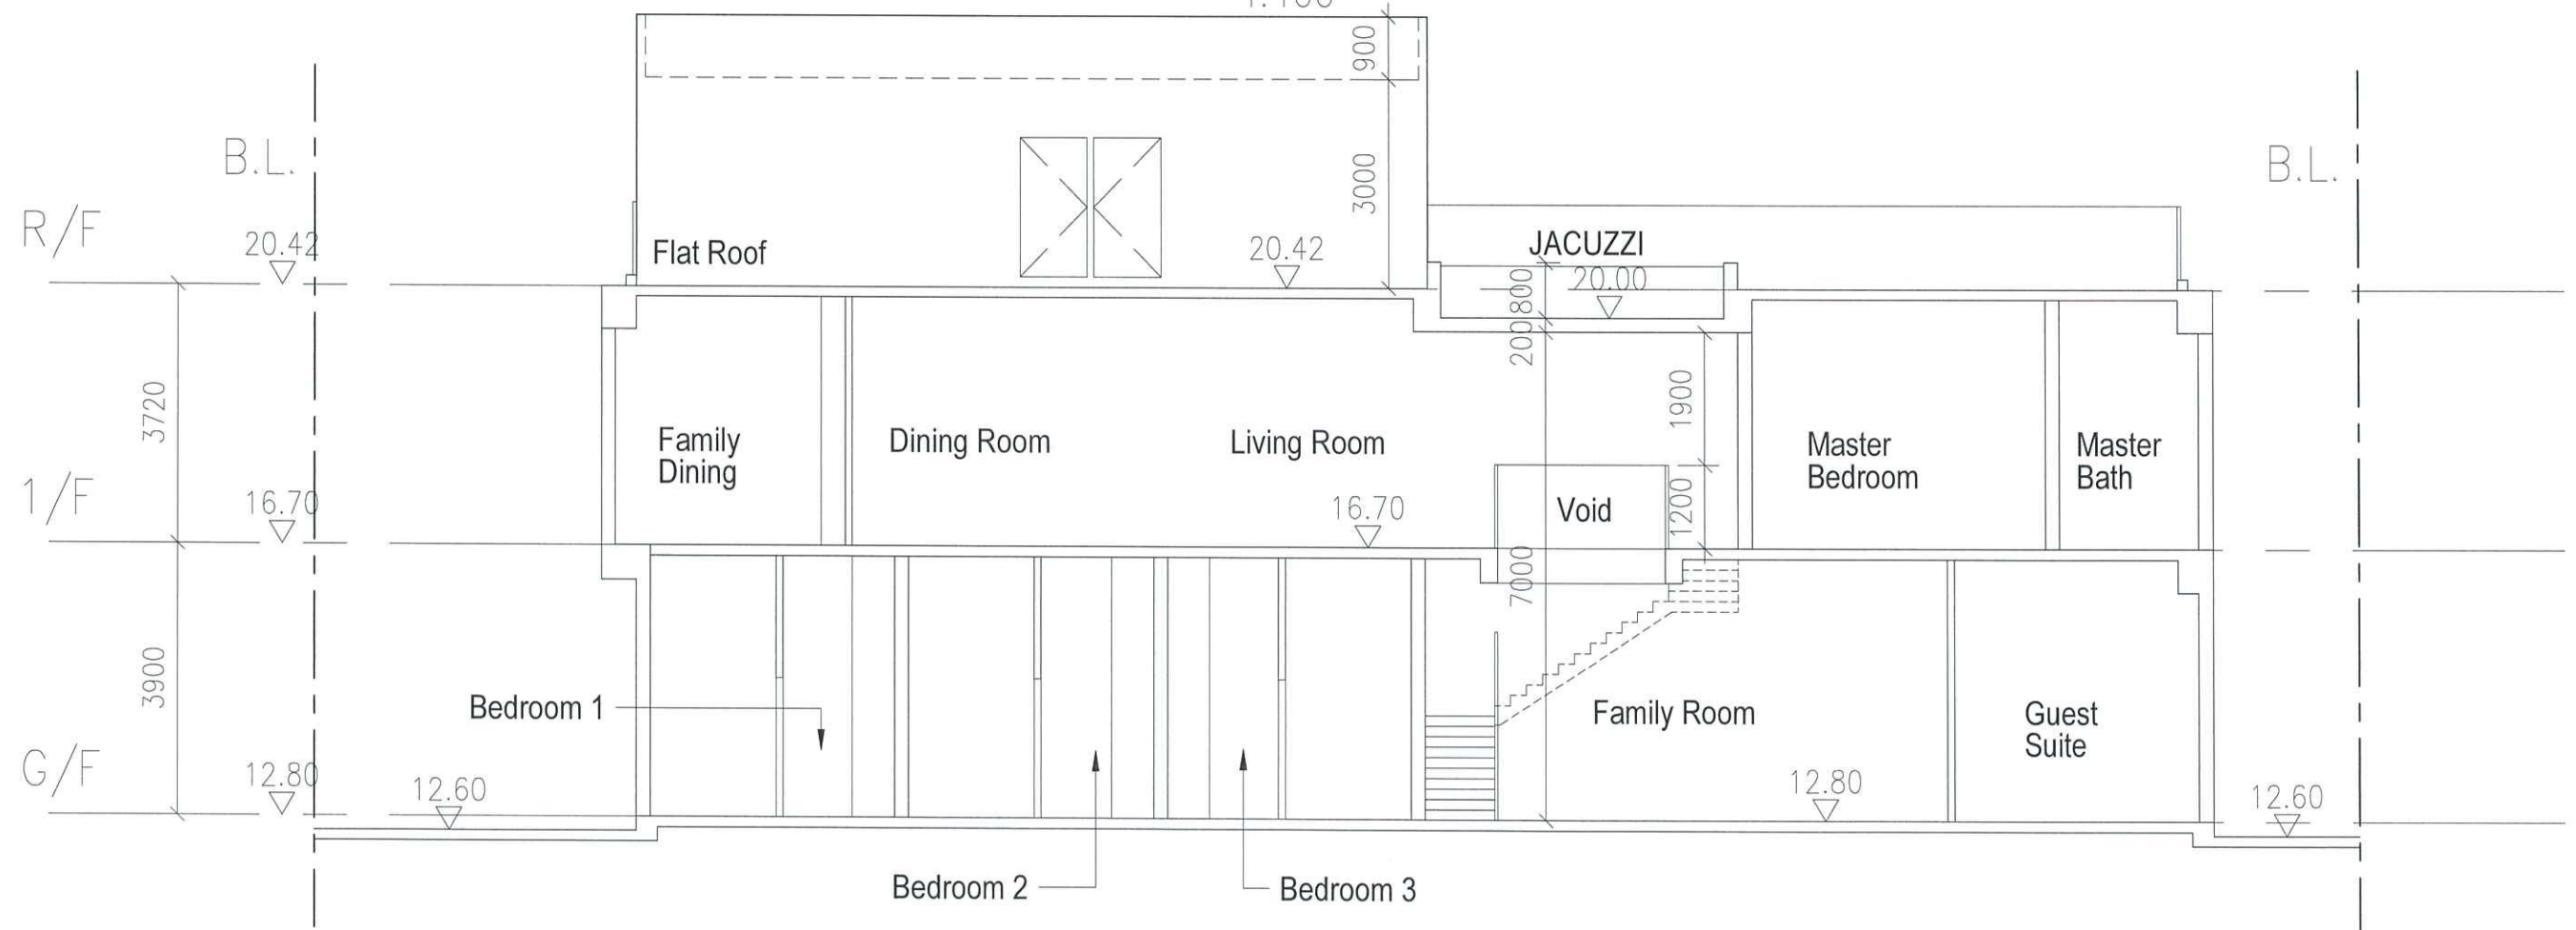 900
B.L.
B.L.
3000
R/F
20.42
Flat Roof
20.42
JACUZZI
20.00
800
200
3720
1900
Family
Dining
Dining Room
Living Room
Master
Bedroom
Master
Bath
1/F
16.70
16.70
Void
1200
7000
3900
Bedroom 1
Family Room
Guest
Suite
G/F
12.80
12.60
12.80
12.60
Bedroom 2
Bedroom 3